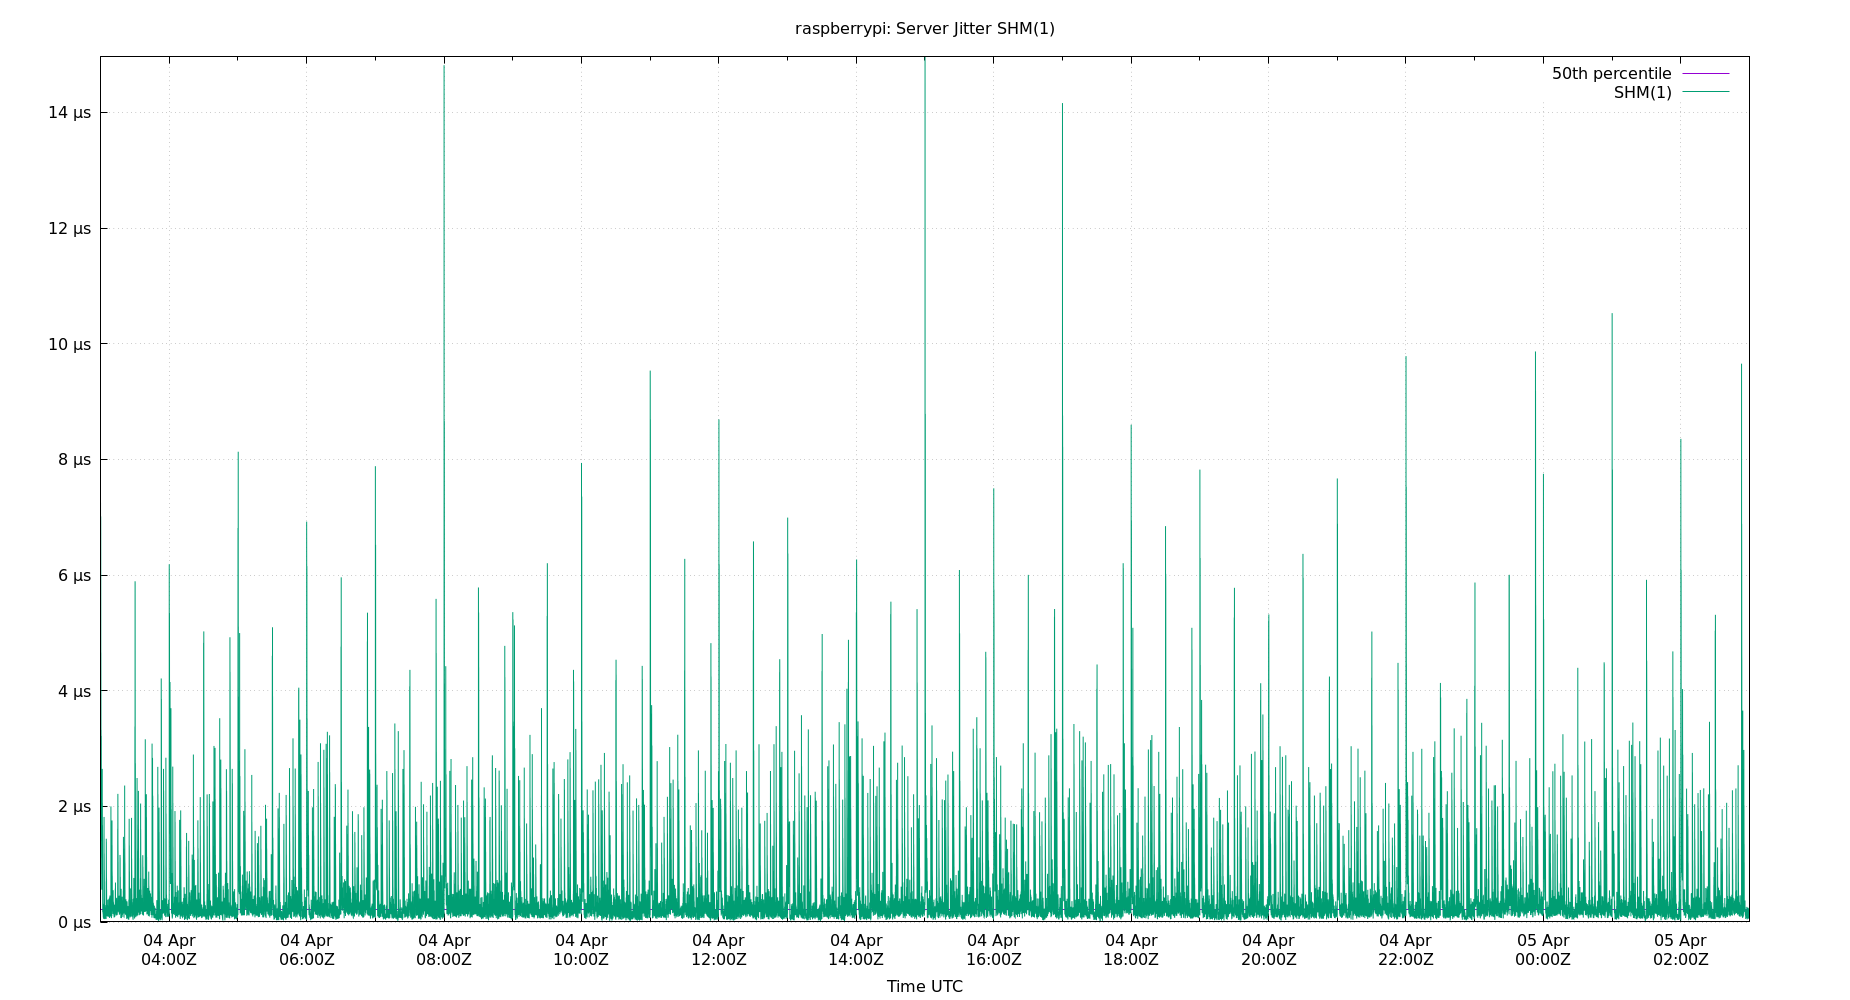 raspberrypi: Server Jitter SHM(1)
50th percentile
SHM(1)
14 µs
12 µs
10 µs
8 µs
6 µs
4 µs
2 µs
0 µs
04 Apr 04 Apr 04 Apr 04 Apr 04 Apr 04 Apr 04 Apr 04 Apr 04 Apr 04 Apr 05 Apr 05 Apr
04:00Z 06:00Z 08:00Z 10:00Z 12:00Z 14:00Z 16:00Z 18:00Z 20:00Z 22:00Z 00:00Z 02:00Z
Time UTC